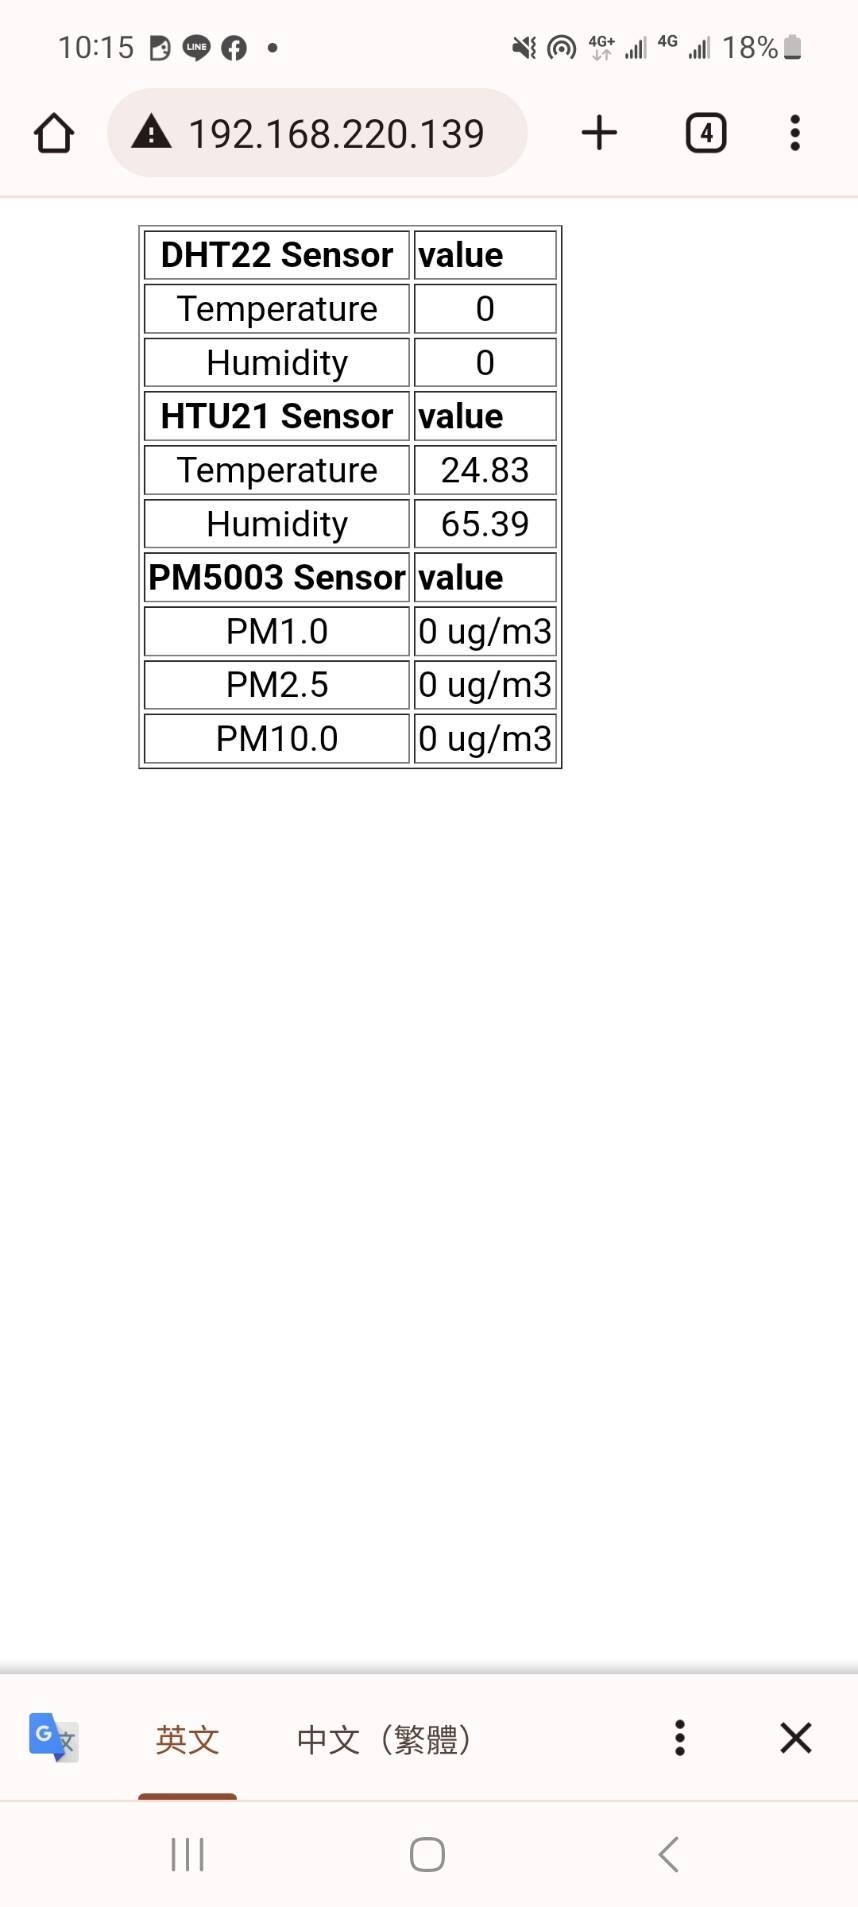 10:15 LINE 4G+ 4G 18%
192.168.220.139 4
DHT22 Sensor value
Temperature 0
Humidity 0
HTU21 Sensor value
Temperature 24.83
Humidity 65.39
PM5003 Sensor value
PM1.0 0 ug/m3
PM2.5 0 ug/m3
PM10.0 0 ug/m3
G 文 英文 中文（繁體）